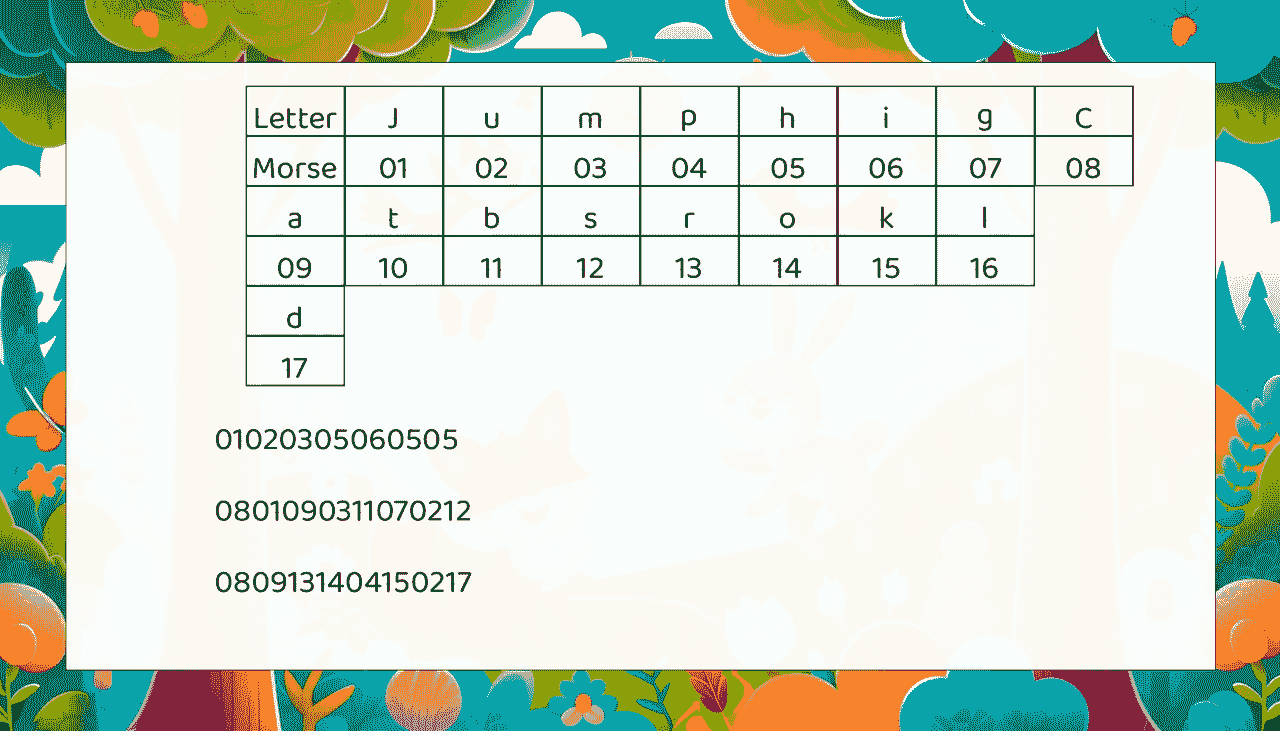 Letter J u m p h i g C
Morse 01 02 03 04 05 06 07 08
a t b s r o k l
09 10 11 12 13 14 15 16
d
17
01020305060505
0801090311070212
0809131404150217